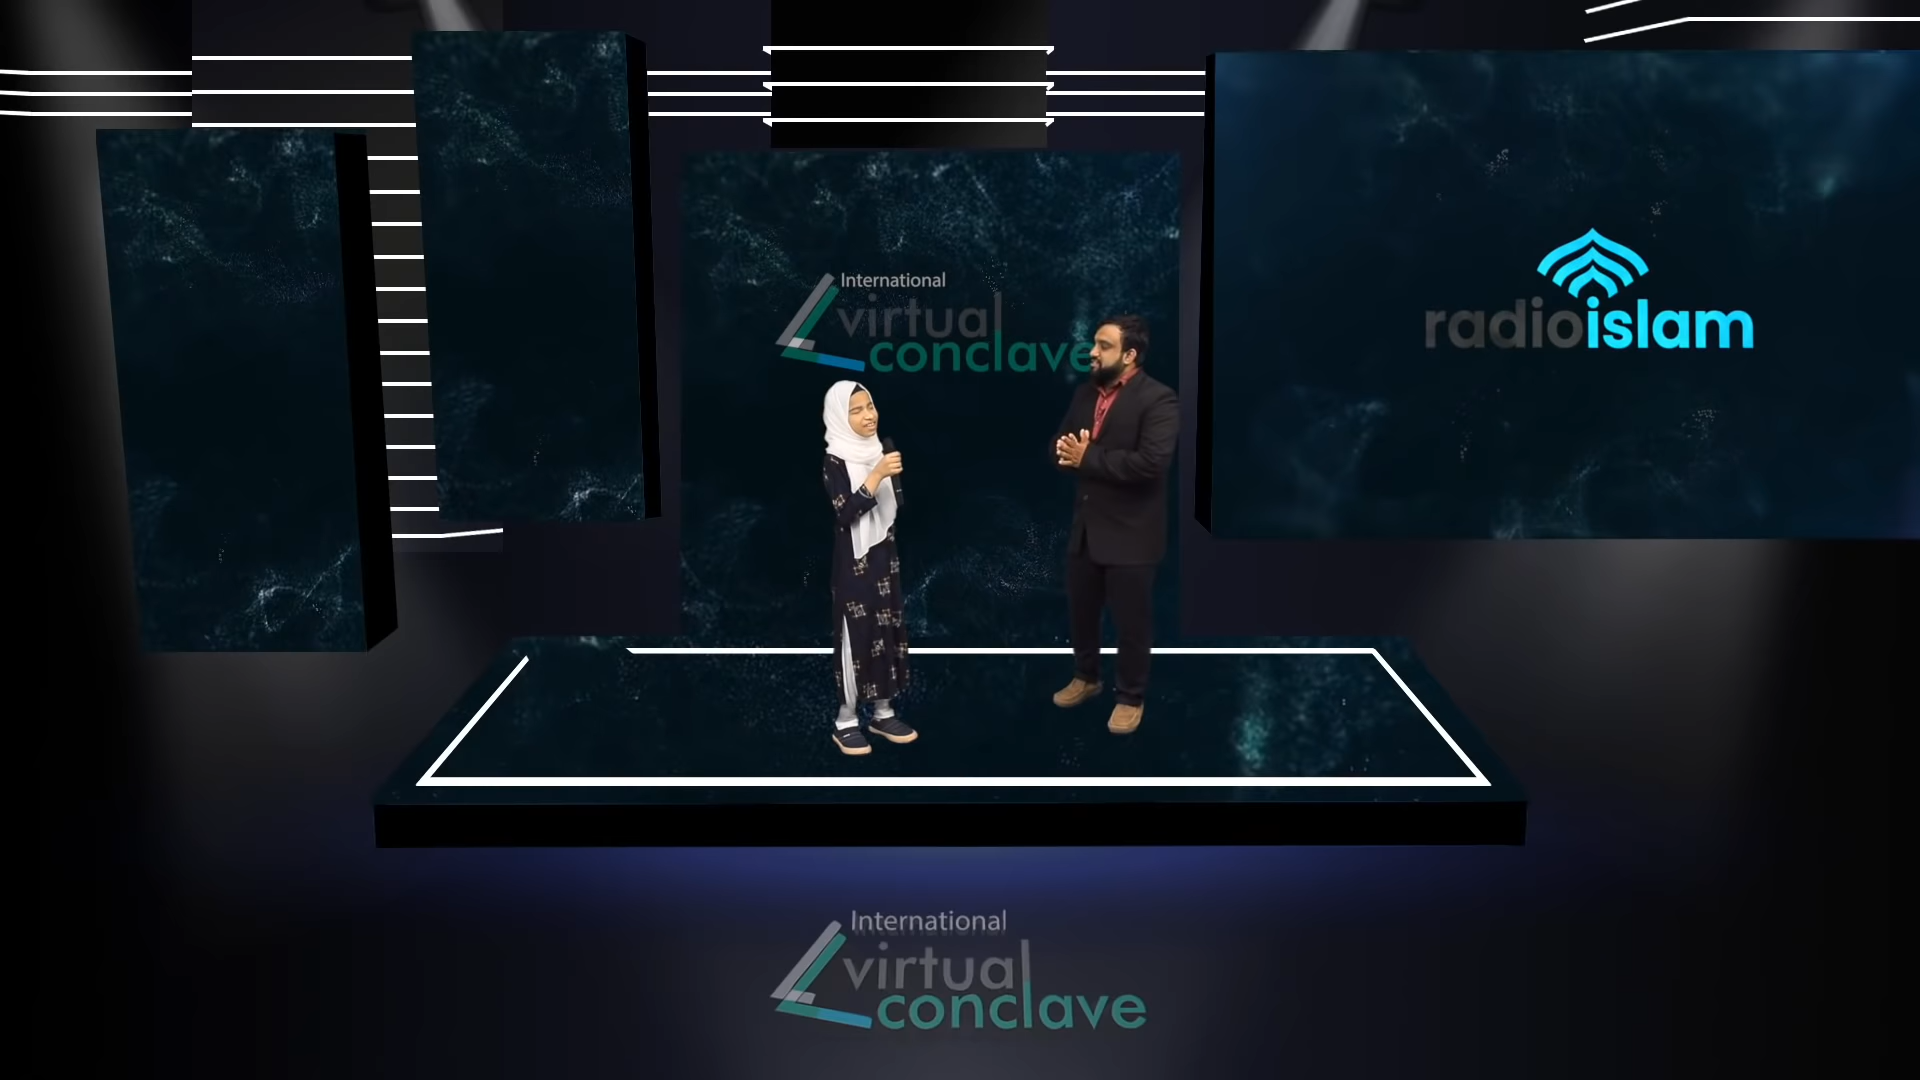 International
virtual
conclave
radioislam
International
virtual
conclave